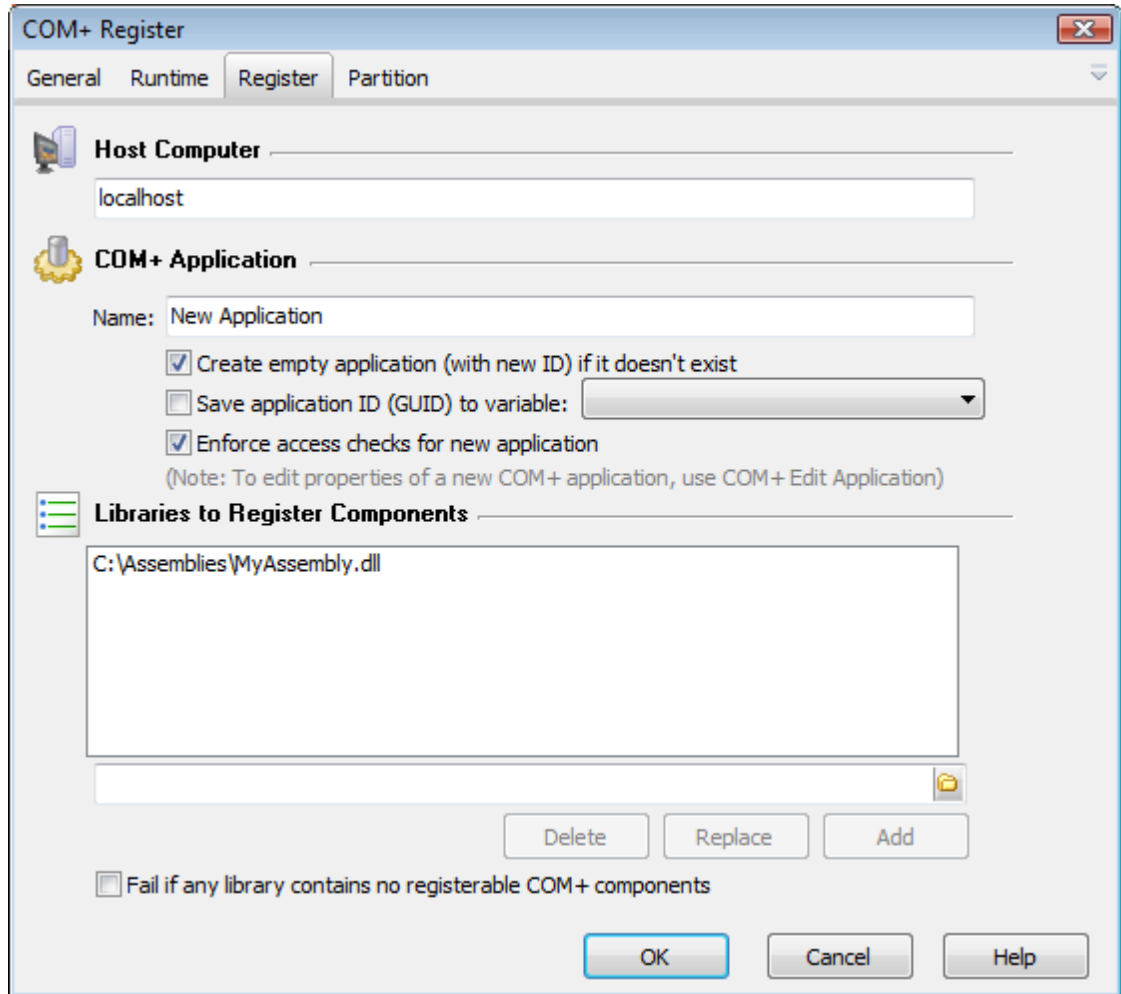 COM+ Register
General Runtime Register Partition
Host Computer
localhost
COM+ Application
Name: New Application
Create empty application (with new ID) if it doesn't exist
Save application ID (GUID) to variable:
Enforce access checks for new application
(Note: To edit properties of a new COM+ application, use COM+ Edit Application)
Libraries to Register Components
C:\Assemblies\MyAssembly.dll
Delete Replace Add
Fail if any library contains no registerable COM+ components
OK Cancel Help